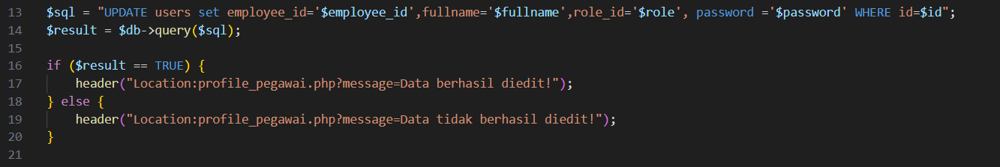 13 $sql = "UPDATE users set employee_id='$employee_id',fullname='$fullname',role_id='$role', password ='$password' WHERE id=$id";
14 $result = $db->query($sql);
15
16 if ($result == TRUE) {
17     header("Location:profile_pegawai.php?message=Data berhasil diedit!");
18 } else {
19     header("Location:profile_pegawai.php?message=Data tidak berhasil diedit!");
20 }
21